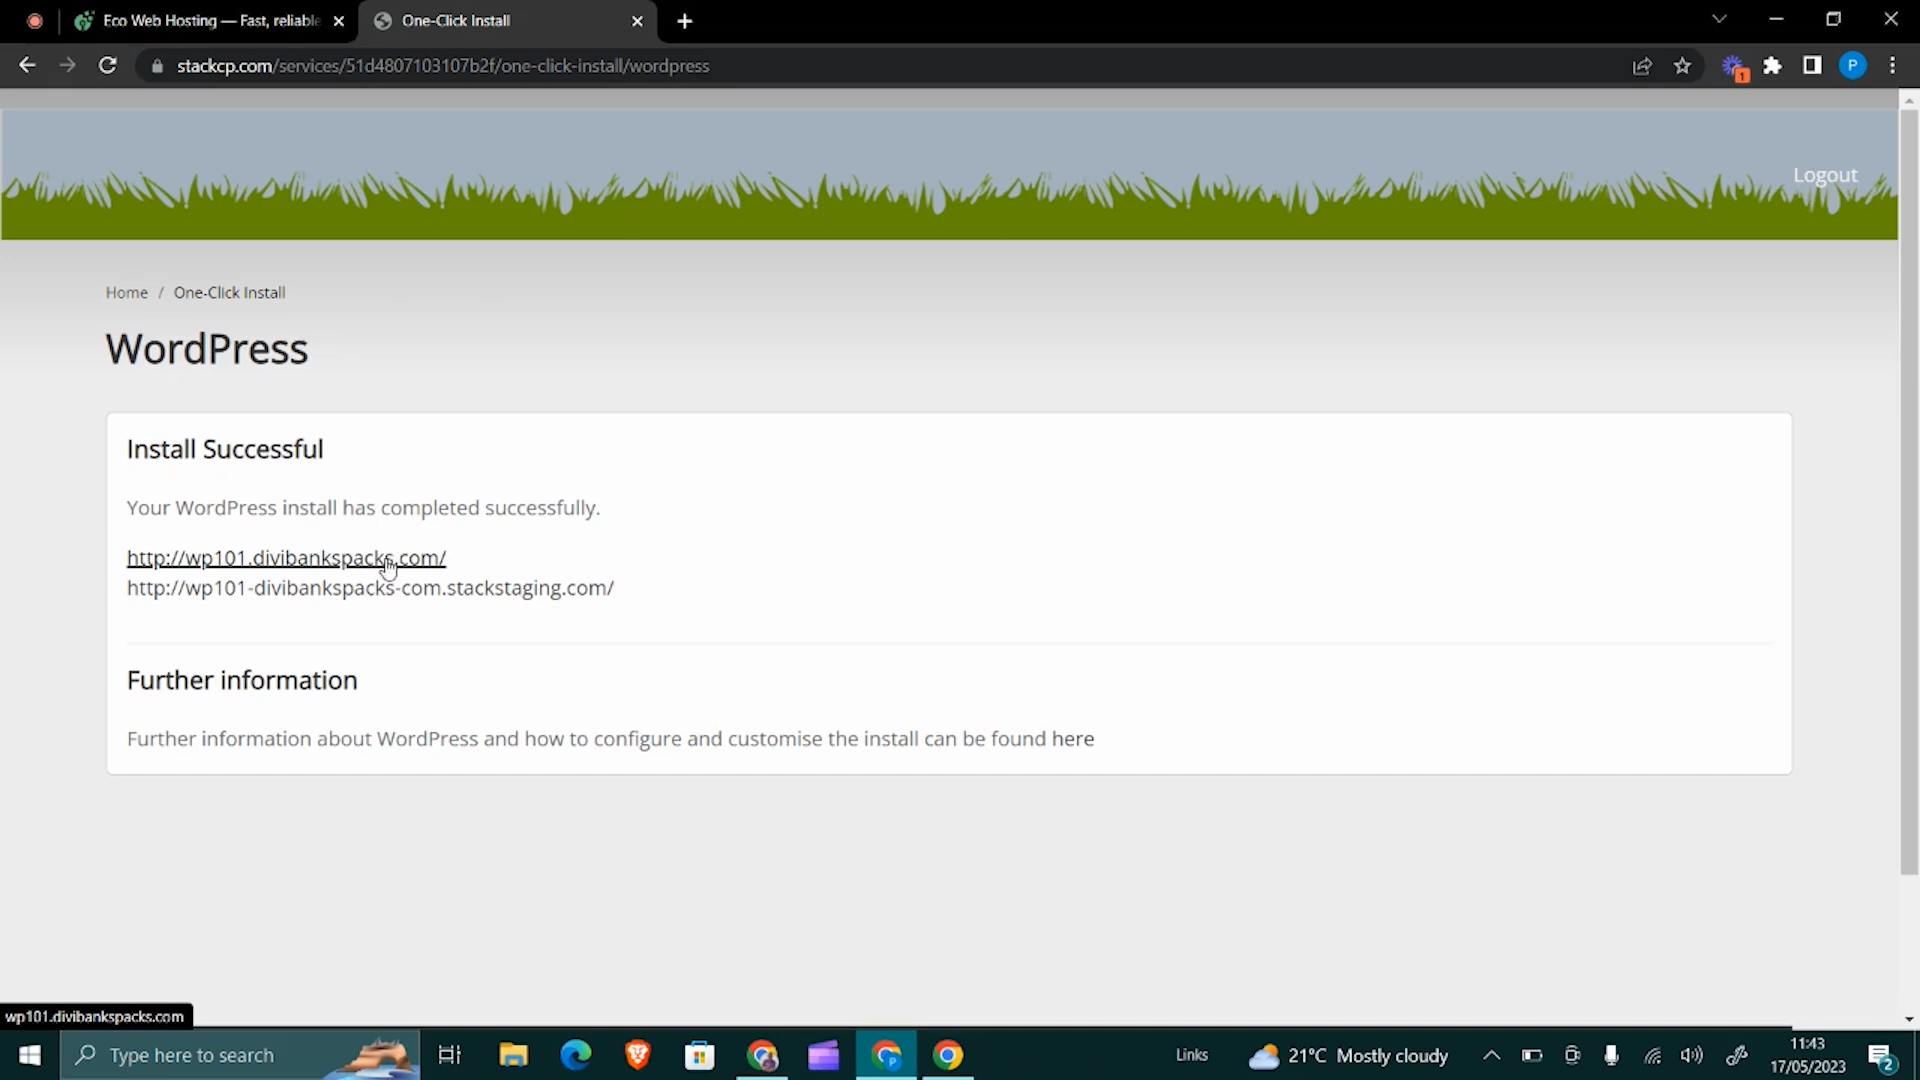 Eco Web Hosting — Fast, reliable
One-Click Install
stackcp.com/services/51d4807103107b2f/one-click-install/wordpress
1
P
Logout
Home / One-Click Install
WordPress
Install Successful
Your WordPress install has completed successfully.
http://wp101.divibankspacks.com/
http://wp101-divibankspacks-com.stackstaging.com/
Further information
Further information about WordPress and how to configure and customise the install can be found here
wp101.divibankspacks.com
Type here to search
P
Links
21°C Mostly cloudy
11:43
17/05/2023
2